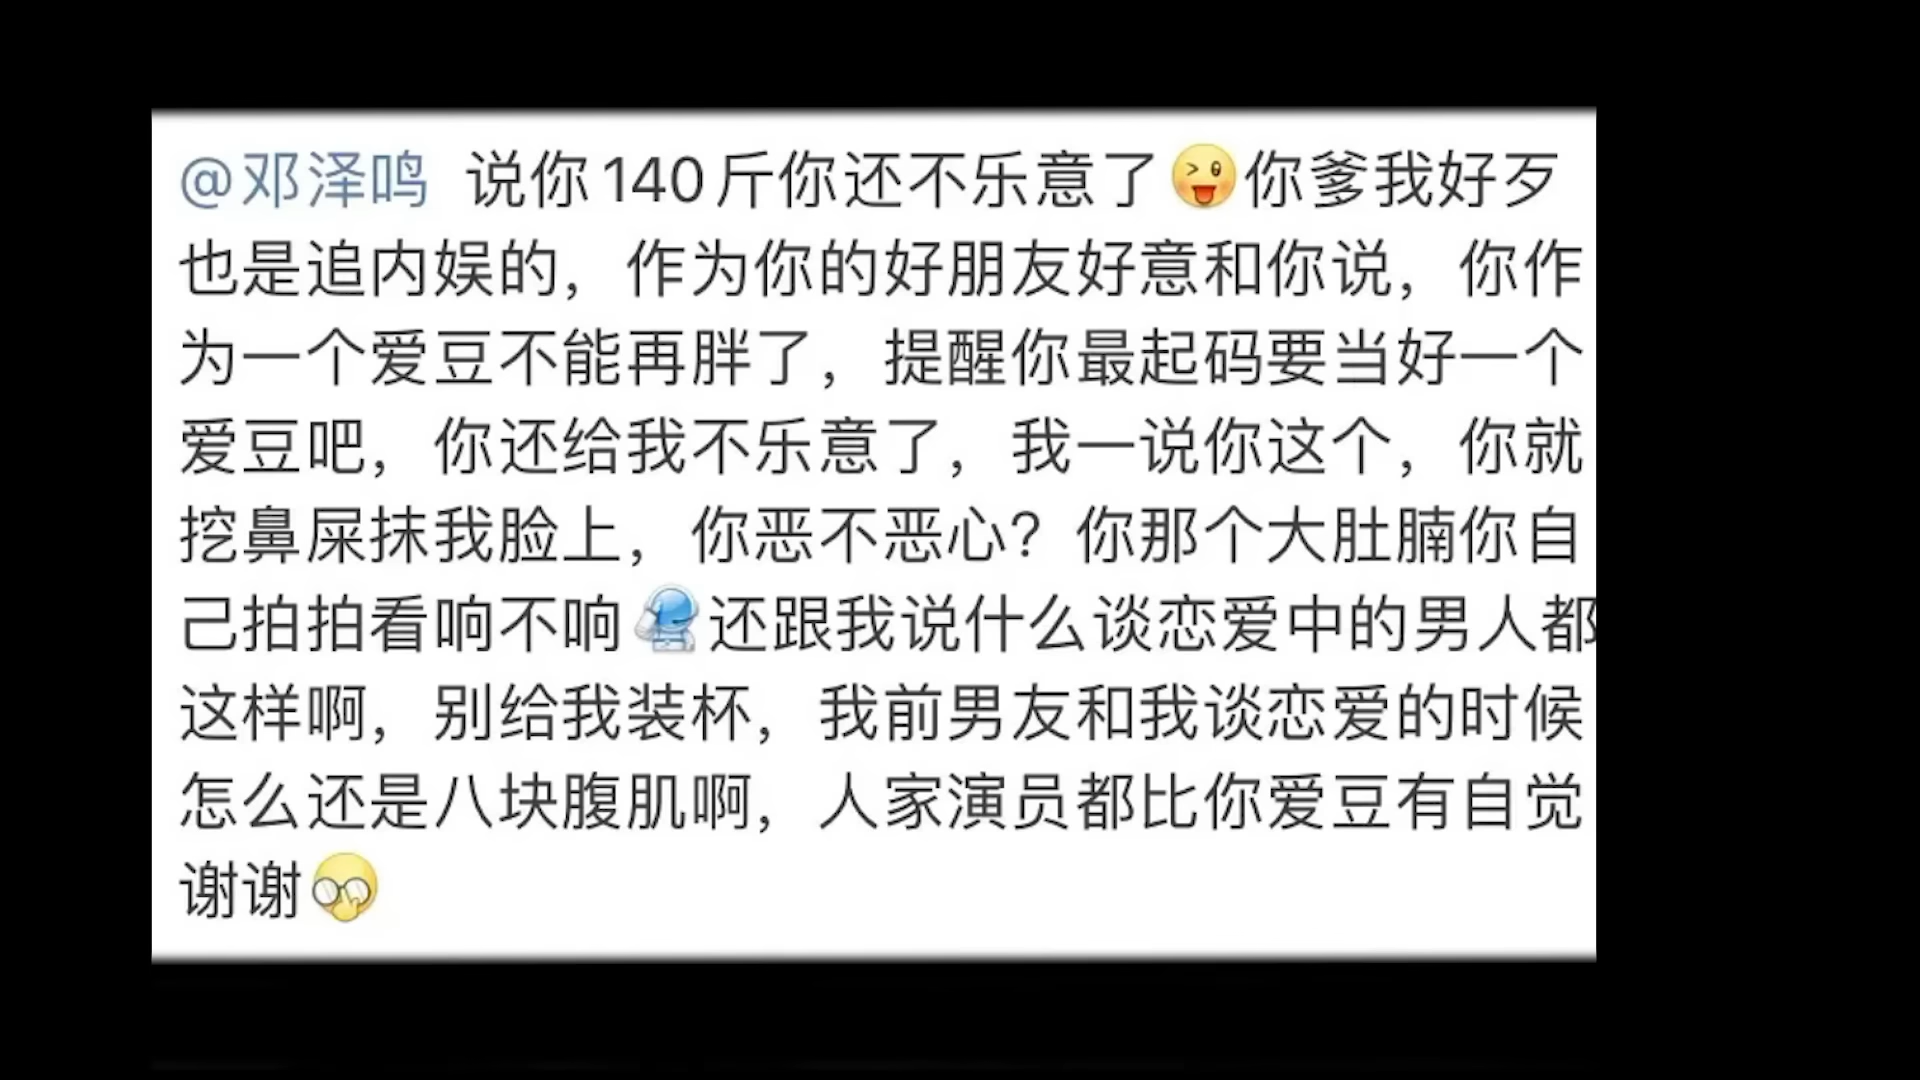 @邓泽鸣 说你140斤你还不乐意了😜你爹我好歹
也是追内娱的，作为你的好朋友好意和你说，你作
为一个爱豆不能再胖了，提醒你最起码要当好一个
爱豆吧，你还给我不乐意了，我一说你这个，你就
挖鼻屎抹我脸上，你恶不恶心？你那个大肚腩你自
己拍拍看响不响还跟我说什么谈恋爱中的男人都
这样啊，别给我装杯，我前男友和我谈恋爱的时候
怎么还是八块腹肌啊，人家演员都比你爱豆有自觉
谢谢